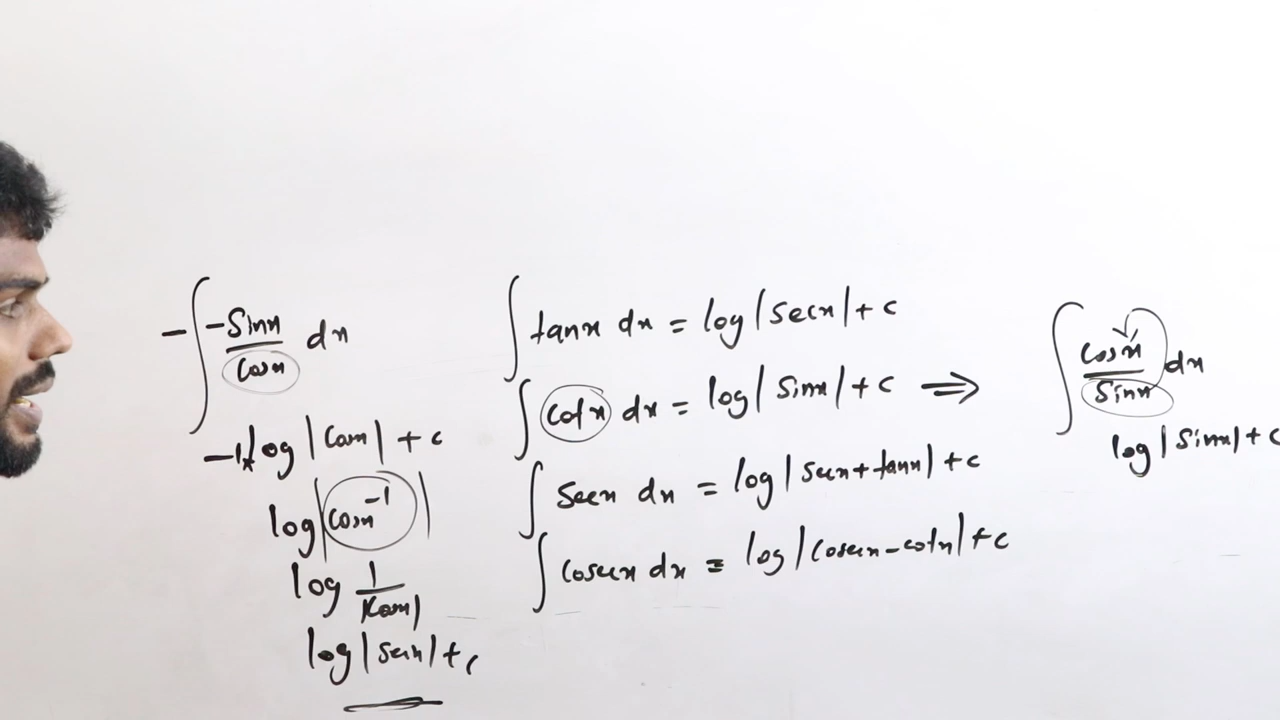 -∫ -Sinx/Cosx dx
-1 log |Cosx| + c
log |Cosx⁻¹|
log 1/|Cosx|
log |secx| + c
∫ tanx dx = log |secx| + c
∫ cotx dx = log | Sinx| + c ⇒
∫ Secx dx = log | secx + tanx| + c
∫ Cosecx dx = log |Cosecx - cotx| + c
∫ Cosx/Sinx dx
log | Sinx| + c